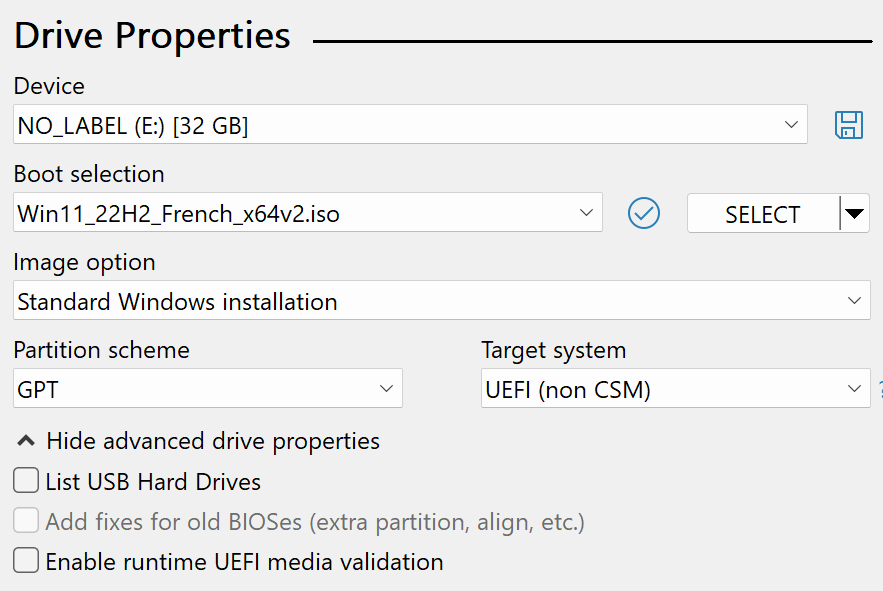 Drive Properties
Device
NO_LABEL (E:) [32 GB]
Boot selection
Win11_22H2_French_x64v2.iso
SELECT
Image option
Standard Windows installation
Partition scheme
Target system
GPT
UEFI (non CSM)
?
Hide advanced drive properties
List USB Hard Drives
Add fixes for old BIOSes (extra partition, align, etc.)
Enable runtime UEFI media validation